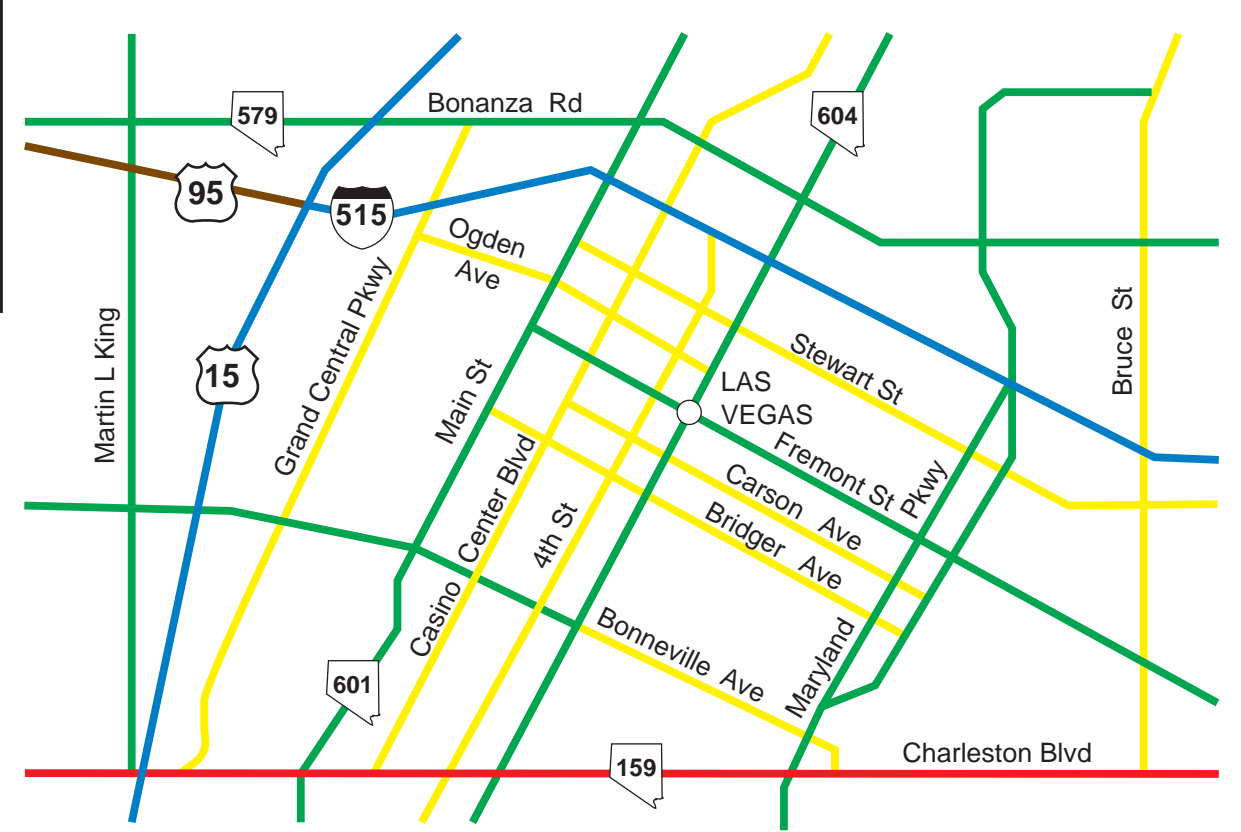 Bonanza Rd
579
604
95
515
Ogden
Ave
Grand Central Pkwy
Martin L King
15
Main St
Stewart St
Bruce St
LAS
VEGAS
Fremont St
Pkwy
Carson Ave
Bridger Ave
Casino Center Blvd
4th St
Bonneville Ave
Maryland
601
159
Charleston Blvd